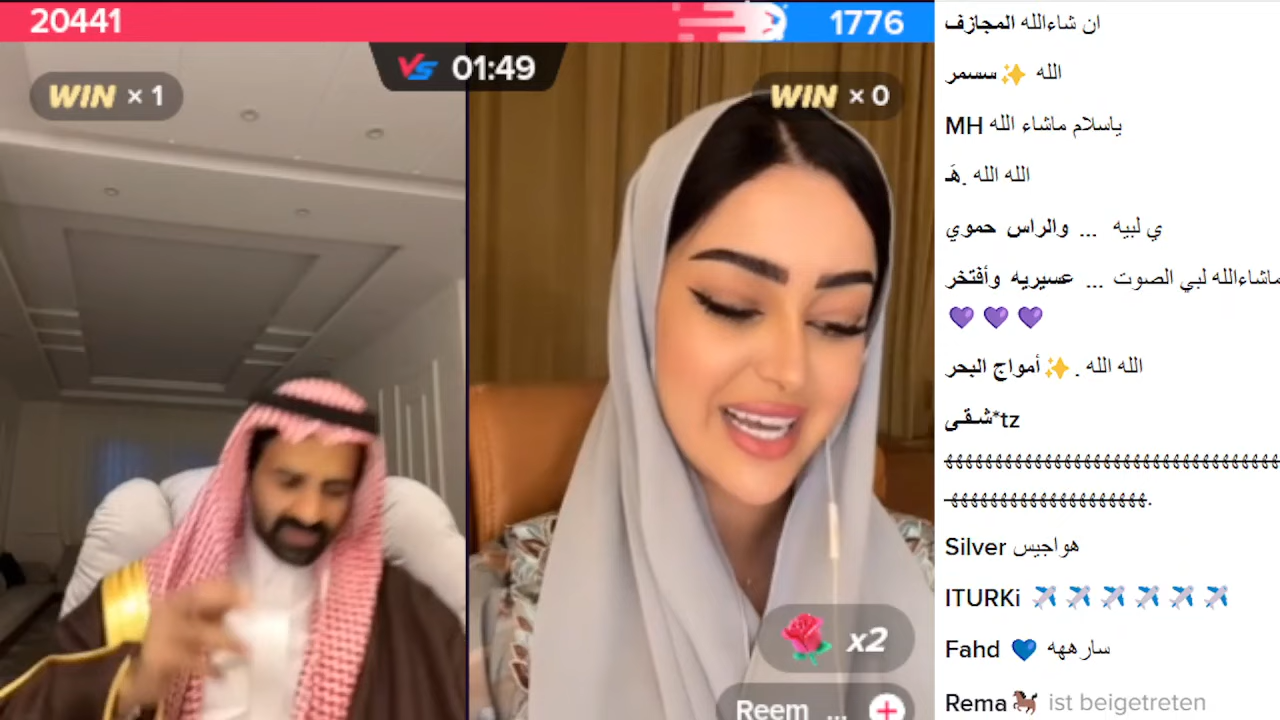 20441
1776
VS 01:49
WIN × 1
WIN × 0
x2
Reem ...
ان شاءالله المجازف
سسمر✨ الله
MH ياسلام ماشاء الله
هَـ. الله الله
والراس حموي ... ي لبيه
عسيريه وأفتخر ... ماشاءالله لبي الصوت
💜 💜 💜
أمواج البحر✨. الله الله
شـقـى*tz
Silver هواجيس
ITURKi ✈️ ✈️ ✈️ ✈️ ✈️ ✈️
Fahd 💙 سارههه
Rema🐎 ist beigetreten